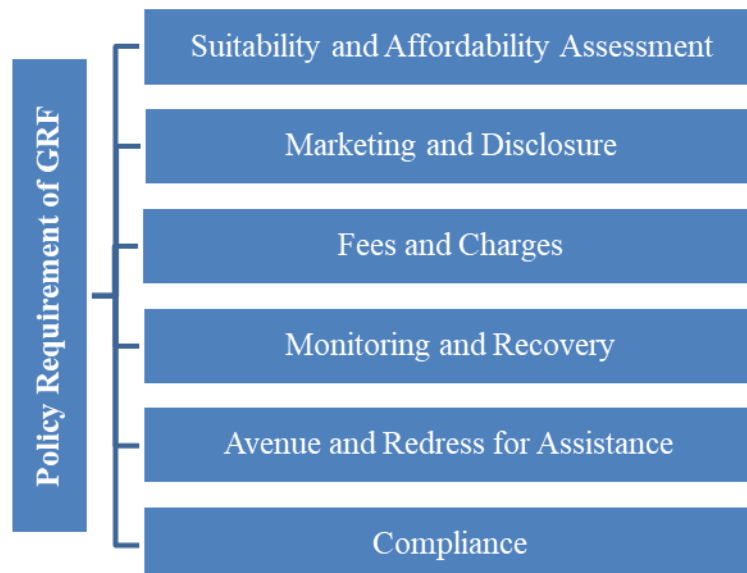 Policy Requirement of GRF
Suitability and Affordability Assessment
Marketing and Disclosure
Fees and Charges
Monitoring and Recovery
Avenue and Redress for Assistance
Compliance